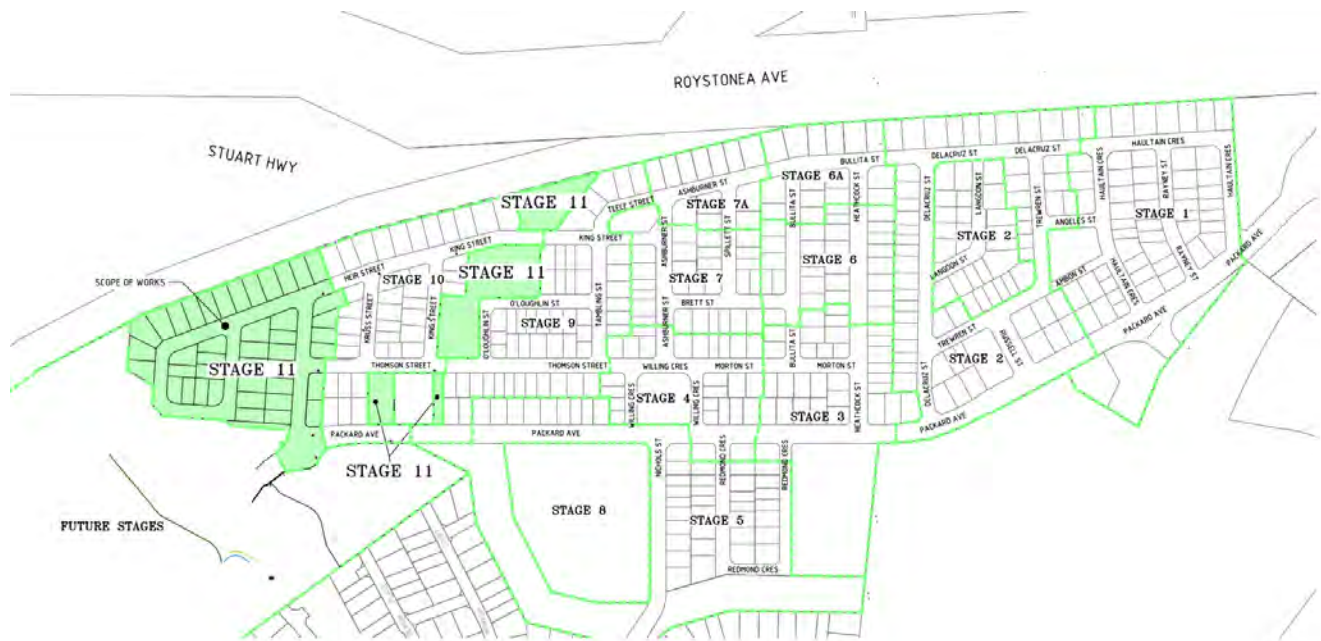 ROYSTONEA AVE
STUART HWY
HAULTAIN CRES
DELACRUZ ST
DELACRUZ ST
BULLITA ST
STAGE 6A
ASHBURNER ST
STAGE 7A
STAGE 11
TEELE STREET
HAULTAIN CRES
RAYNEY ST
HAULTAIN CRES
STAGE 1
LANGDON ST
TREWREN ST
ANGELES ST
DELACRUZ ST
HEATHCOCK ST
BULLITA ST
SPILLETT ST
ASHBURNER ST
STAGE 2
KING STREET
KING STREET
STAGE 6
LANGDON ST
RAYNEY ST
PACKARD AVE
HEIR STREET
STAGE 10
STAGE 11
STAGE 7
AMBON ST
HAULTAIN CRES
SCOPE OF WORKS
KRUSS STREET
KING STREET
O'LOUGHLIN ST
TAMBLING ST
BRETT ST
O'LOUGHLIN ST
STAGE 9
ASHBURNER ST
BULLITA ST
TREWREN ST
RUSSELL ST
PACKARD AVE
STAGE 2
STAGE 11
THOMSON STREET
THOMSON STREET
WILLING CRES
MORTON ST
MORTON ST
DELACRUZ ST
WILLING CRES
STAGE 4
WILLING CRES
STAGE 3
HEATHCOCK ST
PACKARD AVE
PACKARD AVE
PACKARD AVE
STAGE 11
NICHOLS ST
REDMOND CRES
REDMOND CRES
STAGE 8
STAGE 5
FUTURE STAGES
REDMOND CRES